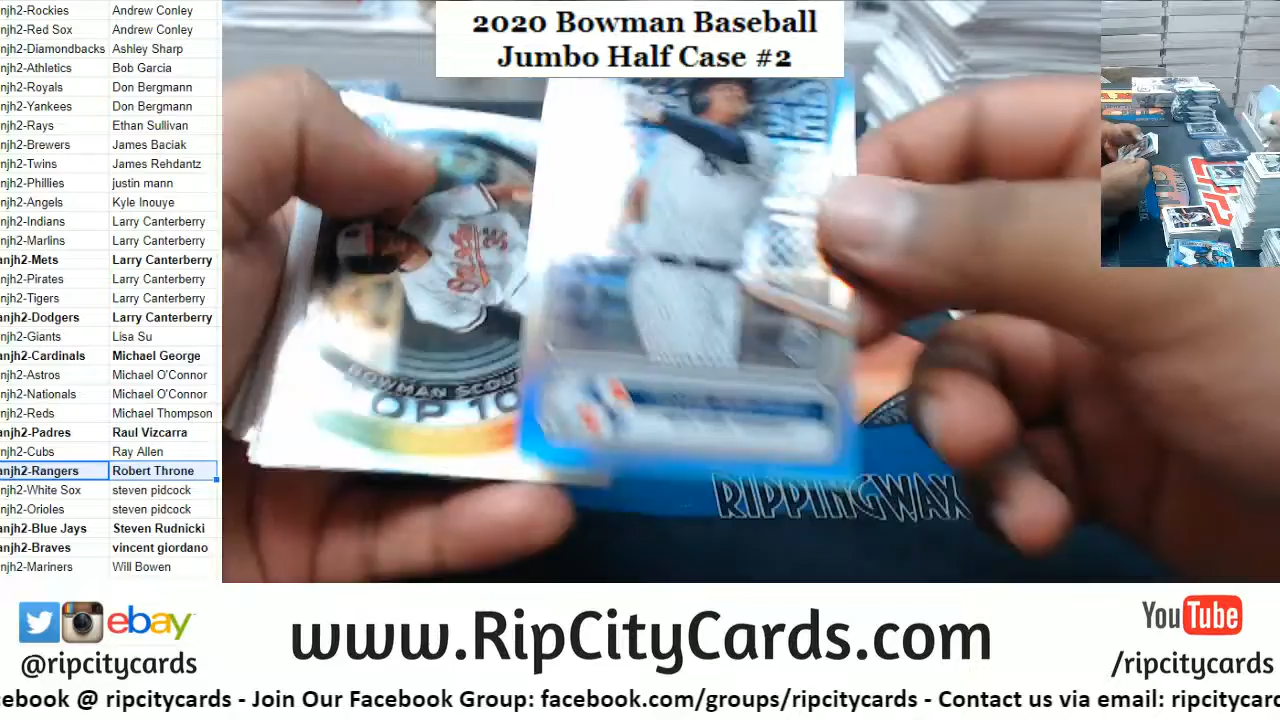 2020 Bowman Baseball
Jumbo Half Case #2
njh2-Rockies Andrew Conley
njh2-Red Sox Andrew Conley
njh2-Diamondbacks Ashley Sharp
njh2-Athletics Bob Garcia
njh2-Royals Don Bergmann
njh2-Yankees Don Bergmann
njh2-Rays Ethan Sullivan
njh2-Brewers James Baciak
njh2-Twins James Rehdantz
njh2-Phillies justin mann
njh2-Angels Kyle Inouye
njh2-Indians Larry Canterberry
njh2-Marlins Larry Canterberry
anjh2-Mets Larry Canterberry
njh2-Pirates Larry Canterberry
njh2-Tigers Larry Canterberry
anjh2-Dodgers Larry Canterberry
njh2-Giants Lisa Su
anjh2-Cardinals Michael George
njh2-Astros Michael O'Connor
njh2-Nationals Michael O'Connor
njh2-Reds Michael Thompson
anjh2-Padres Raul Vizcarra
njh2-Cubs Ray Allen
anjh2-Rangers Robert Throne
njh2-White Sox steven pidcock
njh2-Orioles steven pidcock
anjh2-Blue Jays Steven Rudnicki
anjh2-Braves vincent giordano
njh2-Mariners Will Bowen
BOWMAN SCOU
OP 10
RIPPINGWAX
ebay
@ripcitycards
www.RipCityCards.com
YouTube
/ripcitycards
cebook @ ripcitycards - Join Our Facebook Group: facebook.com/groups/ripcitycards - Contact us via email: ripcitycar